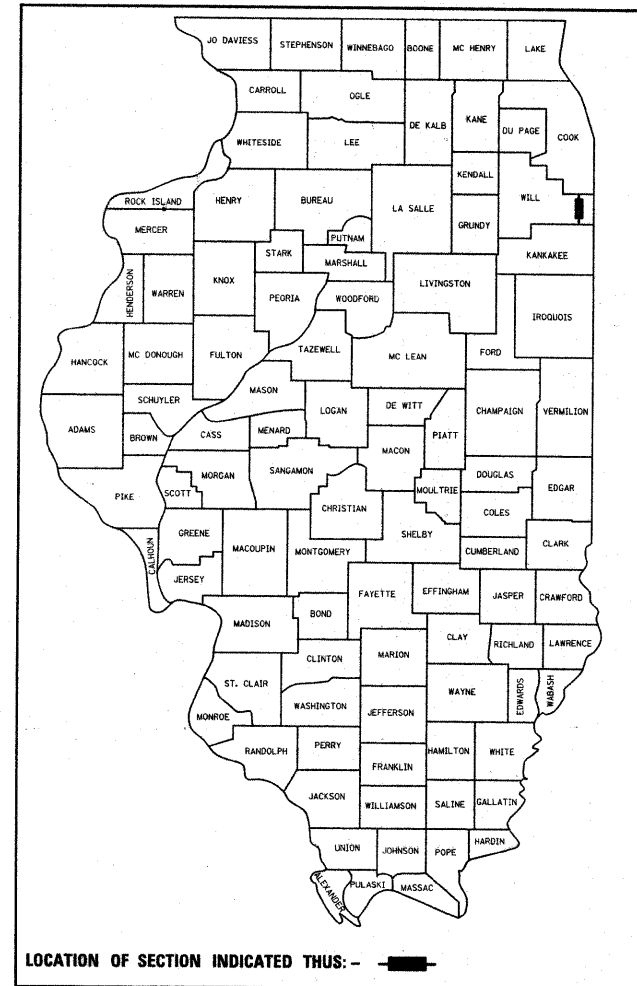 JO DAVIESS
STEPHENSON
WINNEBAGO
BOONE
MC HENRY
LAKE
CARROLL
OGLE
DE KALB
KANE
DU PAGE
COOK
WHITESIDE
LEE
KENDALL
WILL
ROCK ISLAND
HENRY
BUREAU
LA SALLE
GRUNDY
MERCER
PUTNAM
KANKAKEE
STARK
MARSHALL
HENDERSON
WARREN
KNOX
PEORIA
WOODFORD
LIVINGSTON
IROQUOIS
HANCOCK
MC DONOUGH
FULTON
TAZEWELL
MC LEAN
FORD
MASON
SCHUYLER
LOGAN
DE WITT
CHAMPAIGN
VERMILION
ADAMS
BROWN
CASS
MENARD
PIATT
MACON
MORGAN
SANGAMON
DOUGLAS
EDGAR
PIKE
SCOTT
MOULTRIE
COLES
CHRISTIAN
GREENE
MACOUPIN
MONTGOMERY
SHELBY
CUMBERLAND
CLARK
CALHOUN
JERSEY
FAYETTE
EFFINGHAM
JASPER
CRAWFORD
MADISON
BOND
CLAY
RICHLAND
LAWRENCE
CLINTON
MARION
ST. CLAIR
WAYNE
EDWARDS
WABASH
WASHINGTON
JEFFERSON
MONROE
RANDOLPH
PERRY
HAMILTON
WHITE
FRANKLIN
JACKSON
WILLIAMSON
SALINE
GALLATIN
UNION
JOHNSON
POPE
HARDIN
ALEXANDER
PULASKI
MASSAC
LOCATION OF SECTION INDICATED THUS: -